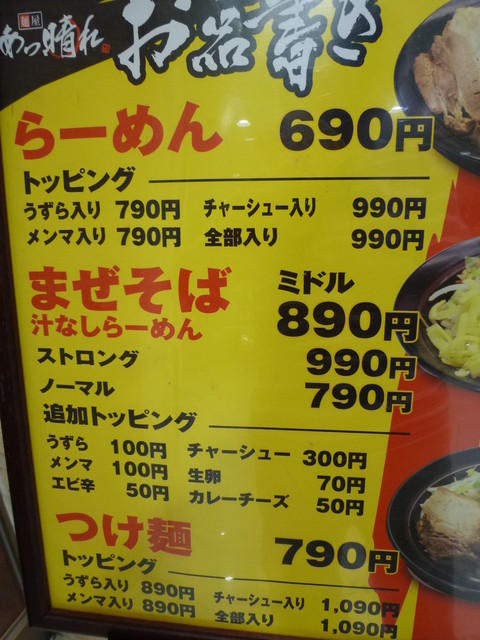 麺屋
あっ晴れ
お品書き
らーめん 690円
トッピング
うずら入り 790円 チャーシュー入り 990円
メンマ入り 790円 全部入り 990円
まぜそば ミドル
汁なしらーめん 890円
ストロング 990円
ノーマル 790円
追加トッピング
うずら 100円 チャーシュー 300円
メンマ 100円 生卵 70円
エビ辛 50円 カレーチーズ 50円
つけ麺 790円
トッピング
うずら入り 890円 チャーシュー入り 1,090円
メンマ入り 890円 全部入り 1,090円